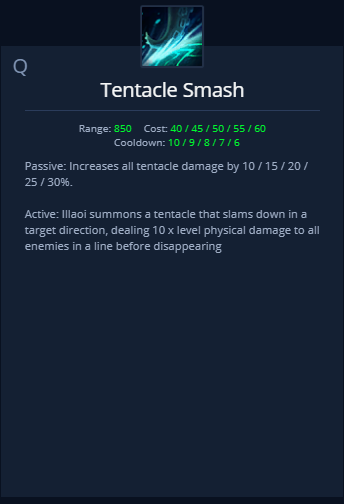 Q
Tentacle Smash
Range: 850 Cost: 40 / 45 / 50 / 55 / 60
Cooldown: 10 / 9 / 8 / 7 / 6
Passive: Increases all tentacle damage by 10 / 15 / 20 /
25 / 30%.
Active: Illaoi summons a tentacle that slams down in a
target direction, dealing 10 x level physical damage to all
enemies in a line before disappearing